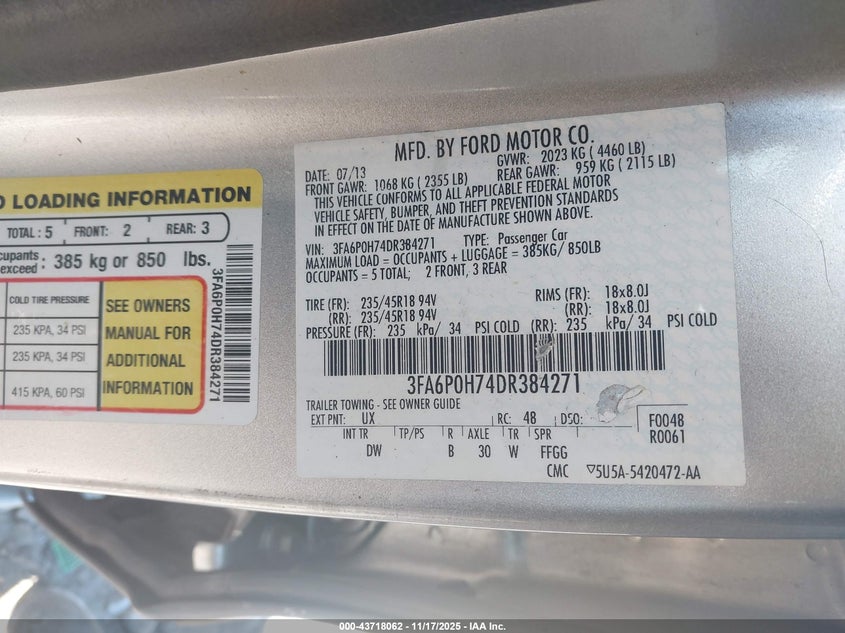 D LOADING INFORMATION
TOTAL : 5 FRONT: 2 REAR: 3
cupants
exceed : 385 kg or 850 lbs.
COLD TIRE PRESSURE
235 KPA, 34 PSI
235 KPA, 34 PSI
415 KPA, 60 PSI
SEE OWNERS
MANUAL FOR
ADDITIONAL
INFORMATION
3FA6P0H74DR384271
MFD. BY FORD MOTOR CO.
DATE: 07/13 GVWR: 2023 KG ( 4460 LB)
FRONT GAWR: 1068 KG ( 2355 LB) REAR GAWR: 959 KG ( 2115 LB)
THIS VEHICLE CONFORMS TO ALL APPLICABLE FEDERAL MOTOR
VEHICLE SAFETY, BUMPER, AND THEFT PREVENTION STANDARDS
IN EFFECT ON THE DATE OF MANUFACTURE SHOWN ABOVE.
VIN: 3FA6P0H74DR384271 TYPE: Passenger Car
MAXIMUM LOAD = OCCUPANTS + LUGGAGE = 385KG/ 850LB
OCCUPANTS = 5 TOTAL; 2 FRONT, 3 REAR
TIRE (FR): 235/45R18 94V RIMS (FR): 18x8.0J
(RR): 235/45R18 94V (RR): 18x8.0J
PRESSURE (FR): 235 kPa/ 34 PSI COLD (RR): 235 kPa/ 34 PSI COLD
3FA6P0H74DR384271
TRAILER TOWING - SEE OWNER GUIDE
EXT PNT: UX RC: 48 DSO: F0048
R0061
INT TR TP/PS R AXLE TR SPR
DW B 30 W FFGG
CMC ▽5U5A-5420472-AA
000-43718062 - 11/17/2025 - IAA Inc.